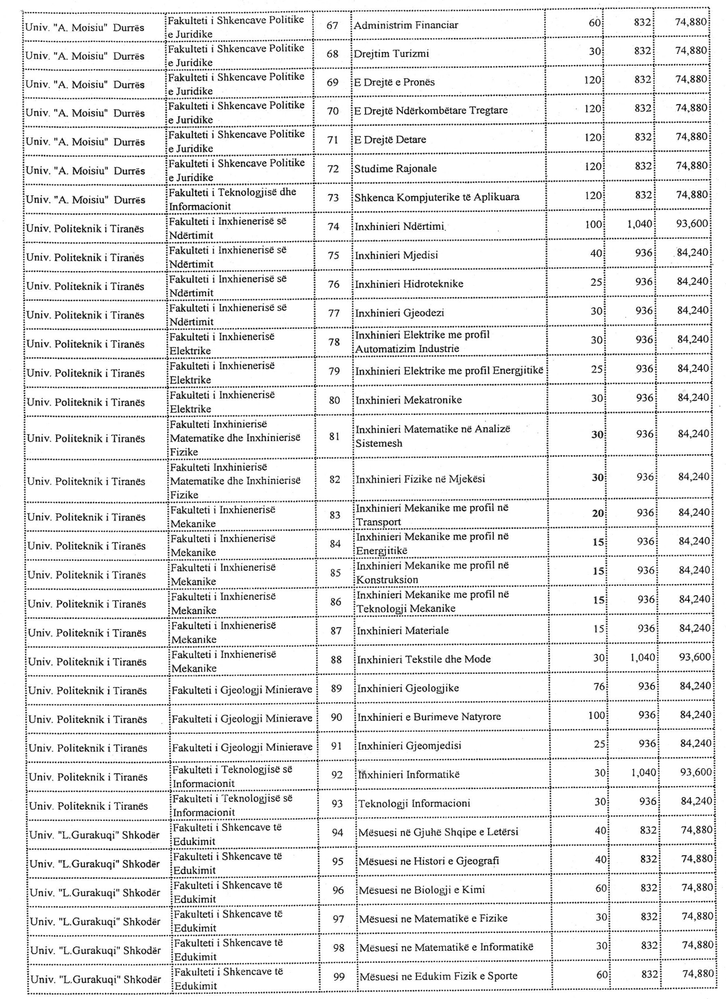 Univ. "A. Moisiu" Durrës Fakulteti i Shkencave Politike e Juridike 67 Administrim Financiar 60 832 74,880
Univ. "A. Moisiu" Durrës Fakulteti i Shkencave Politike e Juridike 68 Drejtim Turizmi 30 832 74,880
Univ. "A. Moisiu" Durrës Fakulteti i Shkencave Politike e Juridike 69 E Drejtë e Pronës 120 832 74,880
Univ. "A. Moisiu" Durrës Fakulteti i Shkencave Politike e Juridike 70 E Drejtë Ndërkombëtare Tregtare 120 832 74,880
Univ. "A. Moisiu" Durrës Fakulteti i Shkencave Politike e Juridike 71 E Drejtë Detare 120 832 74,880
Univ. "A. Moisiu" Durrës Fakulteti i Shkencave Politike e Juridike 72 Studime Rajonale 120 832 74,880
Univ. "A. Moisiu" Durrës Fakulteti i Teknologjisë dhe Informacionit 73 Shkenca Kompjuterike të Aplikuara 120 832 74,880
Univ. Politeknik i Tiranës Fakulteti i Inxhienerisë së Ndërtimit 74 Inxhinieri Ndërtimi 100 1,040 93,600
Univ. Politeknik i Tiranës Fakulteti i Inxhienerisë së Ndërtimit 75 Inxhinieri Mjedisi 40 936 84,240
Univ. Politeknik i Tiranës Fakulteti i Inxhienerisë së Ndërtimit 76 Inxhinieri Hidroteknike 25 936 84,240
Univ. Politeknik i Tiranës Fakulteti i Inxhienerisë së Ndërtimit 77 Inxhinieri Gjeodezi 30 936 84,240
Univ. Politeknik i Tiranës Fakulteti i Inxhienerisë Elektrike 78 Inxhinieri Elektrike me profil Automatizim Industrie 30 936 84,240
Univ. Politeknik i Tiranës Fakulteti i Inxhienerisë Elektrike 79 Inxhinieri Elektrike me profil Energjitikë 25 936 84,240
Univ. Politeknik i Tiranës Fakulteti i Inxhienerisë Elektrike 80 Inxhinieri Mekatronike 30 936 84,240
Univ. Politeknik i Tiranës Fakulteti Inxhinierisë Matematike dhe Inxhinierisë Fizike 81 Inxhinieri Matematike në Analizë Sistemesh 30 936 84,240
Univ. Politeknik i Tiranës Fakulteti Inxhinierisë Matematike dhe Inxhinierisë Fizike 82 Inxhinieri Fizike në Mjekësi 30 936 84,240
Univ. Politeknik i Tiranës Fakulteti i Inxhienerisë Mekanike 83 Inxhinieri Mekanike me profil në Transport 20 936 84,240
Univ. Politeknik i Tiranës Fakulteti i Inxhienerisë Mekanike 84 Inxhinieri Mekanike me profil në Energjitikë 15 936 84,240
Univ. Politeknik i Tiranës Fakulteti i Inxhienerisë Mekanike 85 Inxhinieri Mekanike me profil në Konstruksion 15 936 84,240
Univ. Politeknik i Tiranës Fakulteti i Inxhienerisë Mekanike 86 Inxhinieri Mekanike me profil në Teknologji Mekanike 15 936 84,240
Univ. Politeknik i Tiranës Fakulteti i Inxhienerisë Mekanike 87 Inxhinieri Materiale 15 936 84,240
Univ. Politeknik i Tiranës Fakulteti i Inxhienerisë Mekanike 88 Inxhinieri Tekstile dhe Mode 30 1,040 93,600
Univ. Politeknik i Tiranës Fakulteti i Gjeologji Minierave 89 Inxhinieri Gjeologjike 76 936 84,240
Univ. Politeknik i Tiranës Fakulteti i Gjeologji Minierave 90 Inxhinieri e Burimeve Natyrore 100 936 84,240
Univ. Politeknik i Tiranës Fakulteti i Gjeologji Minierave 91 Inxhinieri Gjeomjedisi 25 936 84,240
Univ. Politeknik i Tiranës Fakulteti i Teknologjisë së Informacionit 92 Inxhinieri Informatikë 30 1,040 93,600
Univ. Politeknik i Tiranës Fakulteti i Teknologjisë së Informacionit 93 Teknologji Informacioni 30 936 84,240
Univ. "L.Gurakuqi" Shkodër Fakulteti i Shkencave të Edukimit 94 Mësuesi në Gjuhë Shqipe e Letërsi 40 832 74,880
Univ. "L.Gurakuqi" Shkodër Fakulteti i Shkencave të Edukimit 95 Mësuesi ne Histori e Gjeografi 40 832 74,880
Univ. "L.Gurakuqi" Shkodër Fakulteti i Shkencave të Edukimit 96 Mësuesi ne Biologji e Kimi 60 832 74,880
Univ. "L.Gurakuqi" Shkodër Fakulteti i Shkencave të Edukimit 97 Mësuesi ne Matematikë e Fizike 30 832 74,880
Univ. "L.Gurakuqi" Shkodër Fakulteti i Shkencave të Edukimit 98 Mësuesi ne Matematikë e Informatikë 30 832 74,880
Univ. "L.Gurakuqi" Shkodër Fakulteti i Shkencave të Edukimit 99 Mësuesi ne Edukim Fizik e Sporte 60 832 74,880